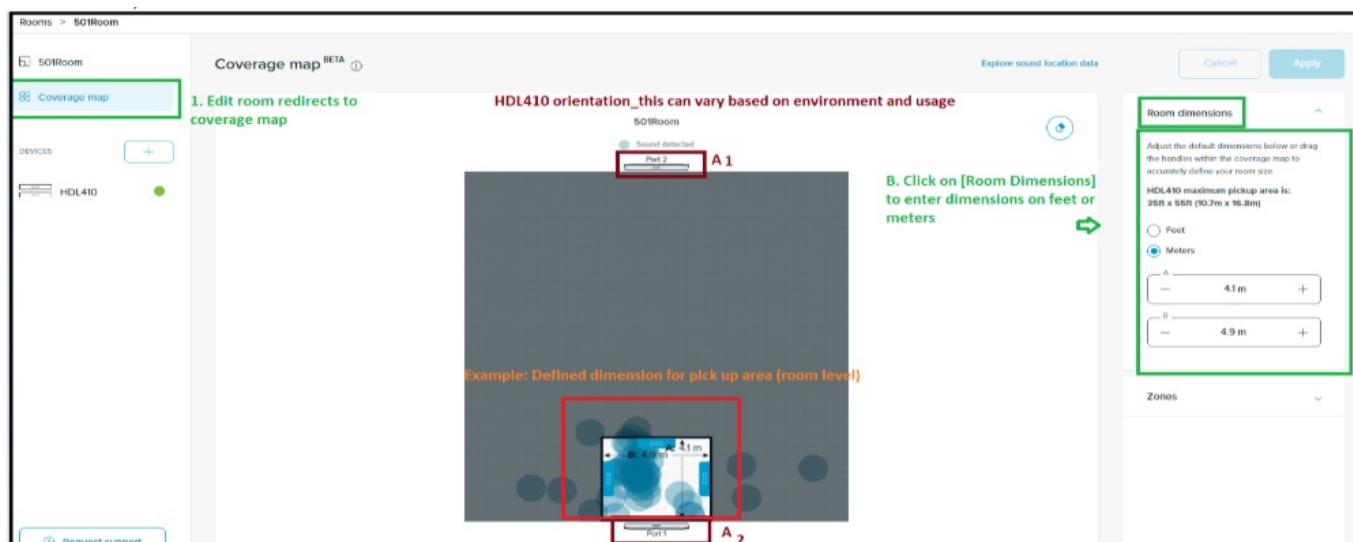 Rooms > 501Room
501Room
Coverage map
DEVICES
HDL410
Request support
Coverage map BETA
Explore sound location data
Cancel
Apply
1. Edit room redirects to
coverage map
HDL410 orientation_this can vary based on environment and usage
501Room
Sound detected
Port 2
A 1
B. Click on [Room Dimensions]
to enter dimensions on feet or
meters
Example: Defined dimension for pick up area (room level)
A: 4.1 m
B: 4.9 m
Port 1
A 2
Room dimensions
Adjust the default dimensions below or drag
the handles within the coverage map to
accurately define your room size.
HDL410 maximum pickup area is:
35ft x 55ft (10.7m x 16.8m)
Feet
Meters
A
4.1 m
B
4.9 m
Zones